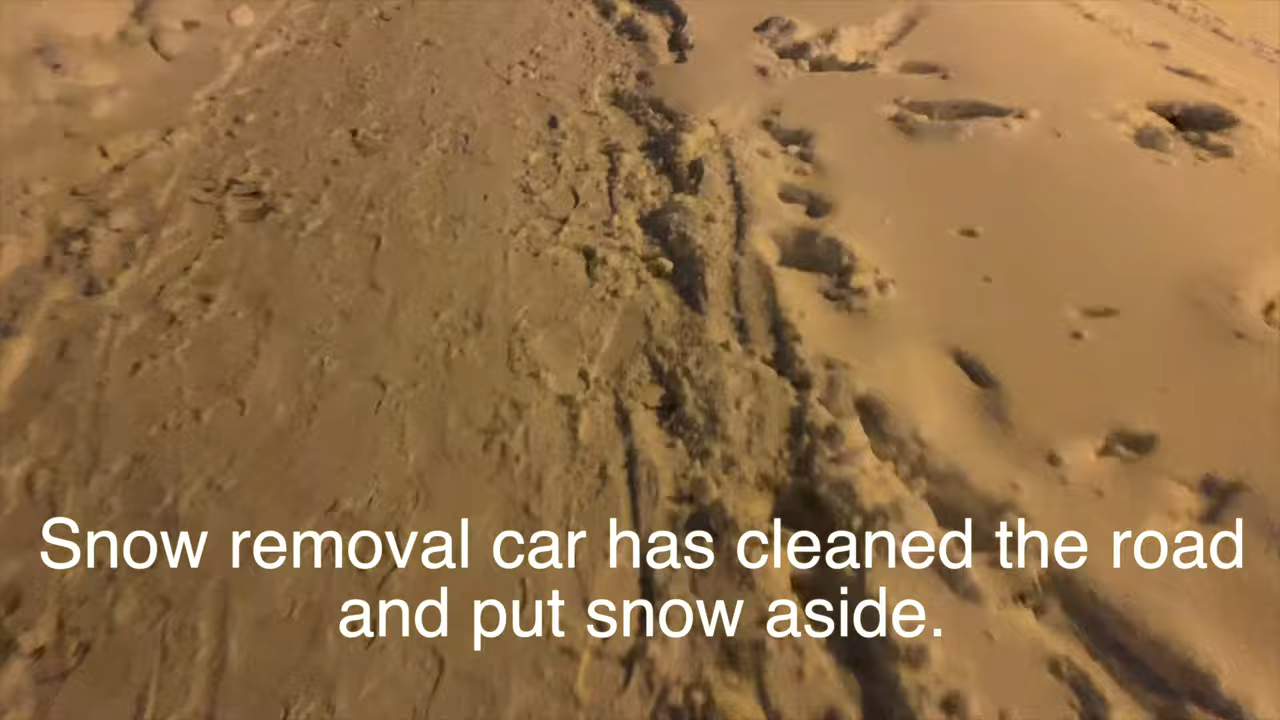 Snow removal car has cleaned the road
and put snow aside.